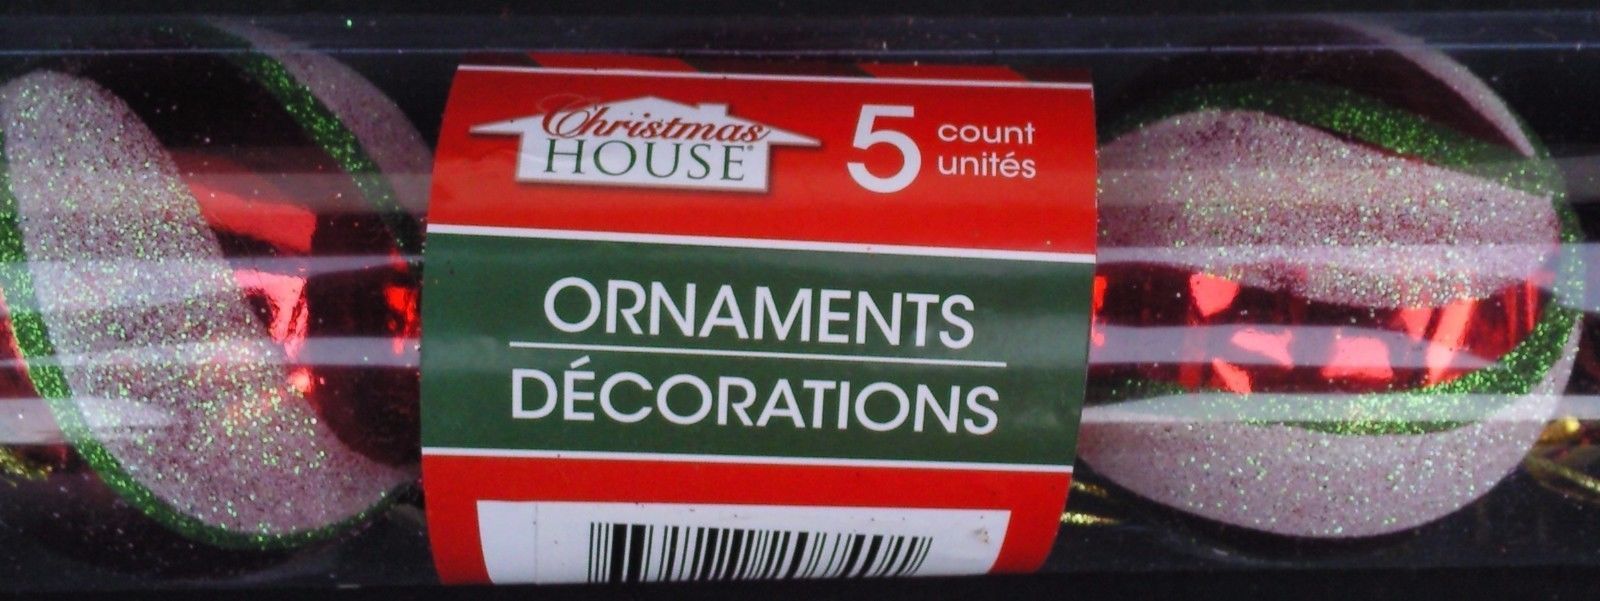 Christmas
HOUSE®
5
count
unités
ORNAMENTS
DÉCORATIONS